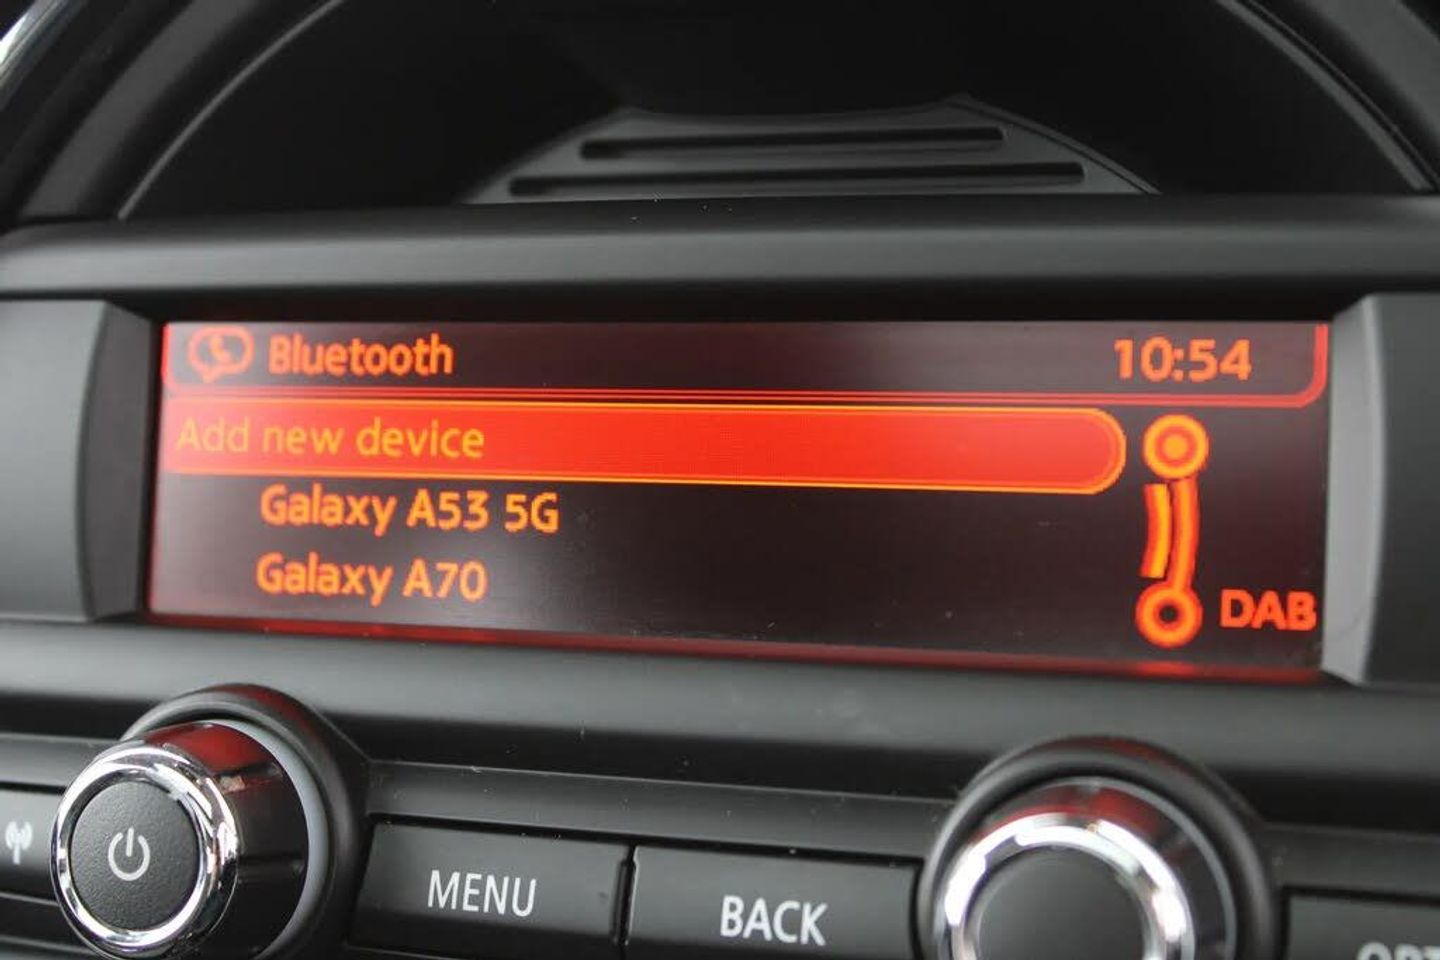 Bluetooth 10:54
Add new device
Galaxy A53 5G
Galaxy A70
DAB
MENU
BACK